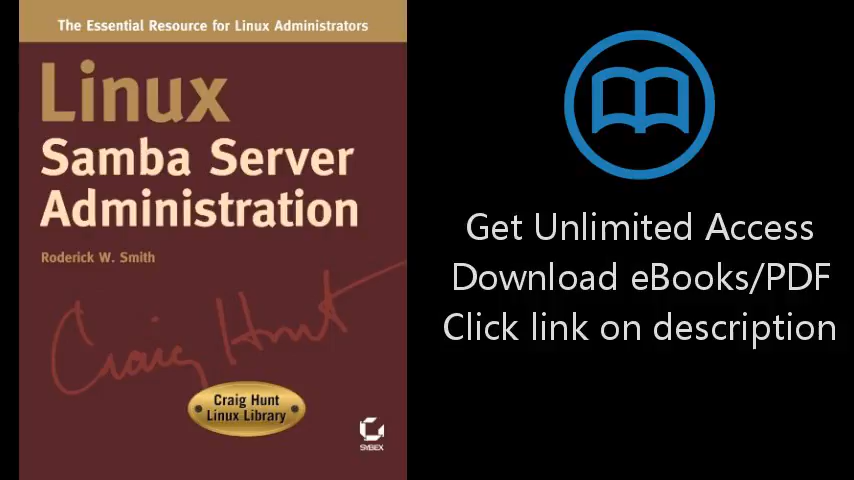 The Essential Resource for Linux Administrators
Linux
Samba Server
Administration
Roderick W. Smith
Craig Hunt
Craig Hunt
Linux Library
SYBEX
Get Unlimited Access
Download eBooks/PDF
Click link on description